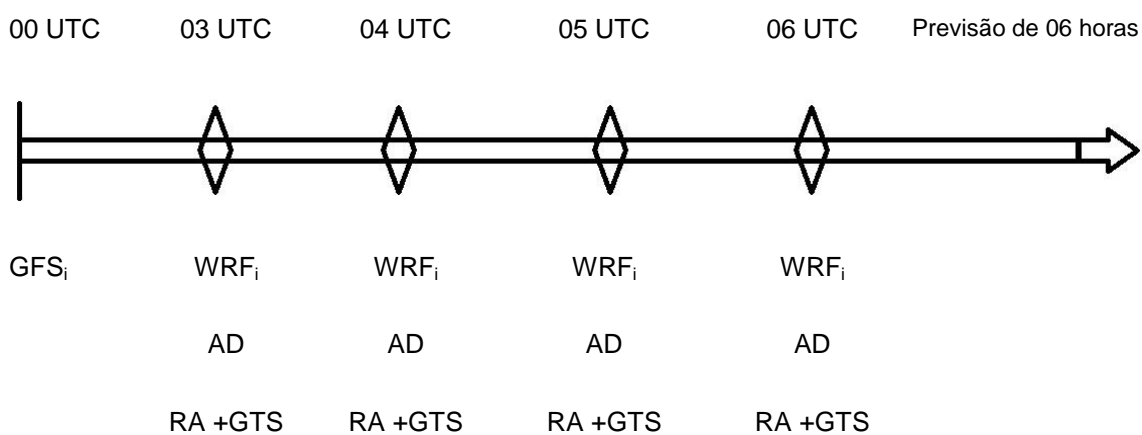 00 UTC 03 UTC 04 UTC 05 UTC 06 UTC Previsão de 06 horas
GFSi WRFi WRFi WRFi WRFi
AD AD AD AD
RA +GTS RA +GTS RA +GTS RA +GTS